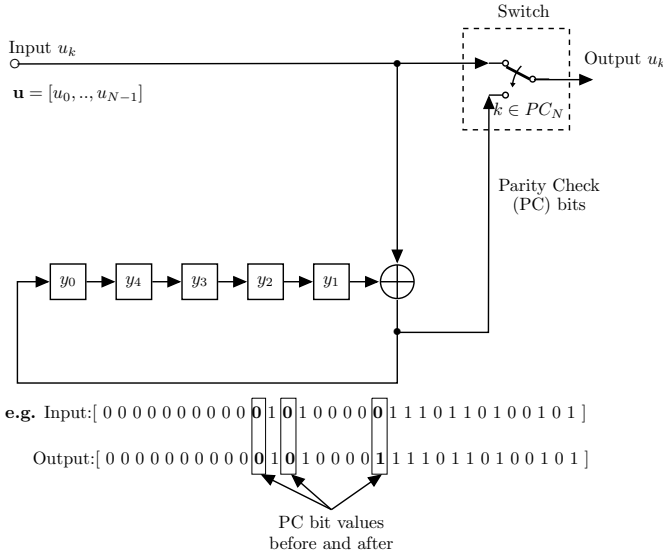 Switch
Input u_k
Output u_k
𝐮 = [u_0, .., u_{N−1}]
k ∈ PC_N
Parity Check
(PC) bits
y_0 y_4 y_3 y_2 y_1
e.g. Input:[ 0 0 0 0 0 0 0 0 0 0 0 1 0 1 0 0 0 0 0 1 1 1 0 1 1 0 1 0 0 1 0 1 ]
Output:[ 0 0 0 0 0 0 0 0 0 0 0 1 0 1 0 0 0 0 1 1 1 1 0 1 1 0 1 0 0 1 0 1 ]
PC bit values
before and after